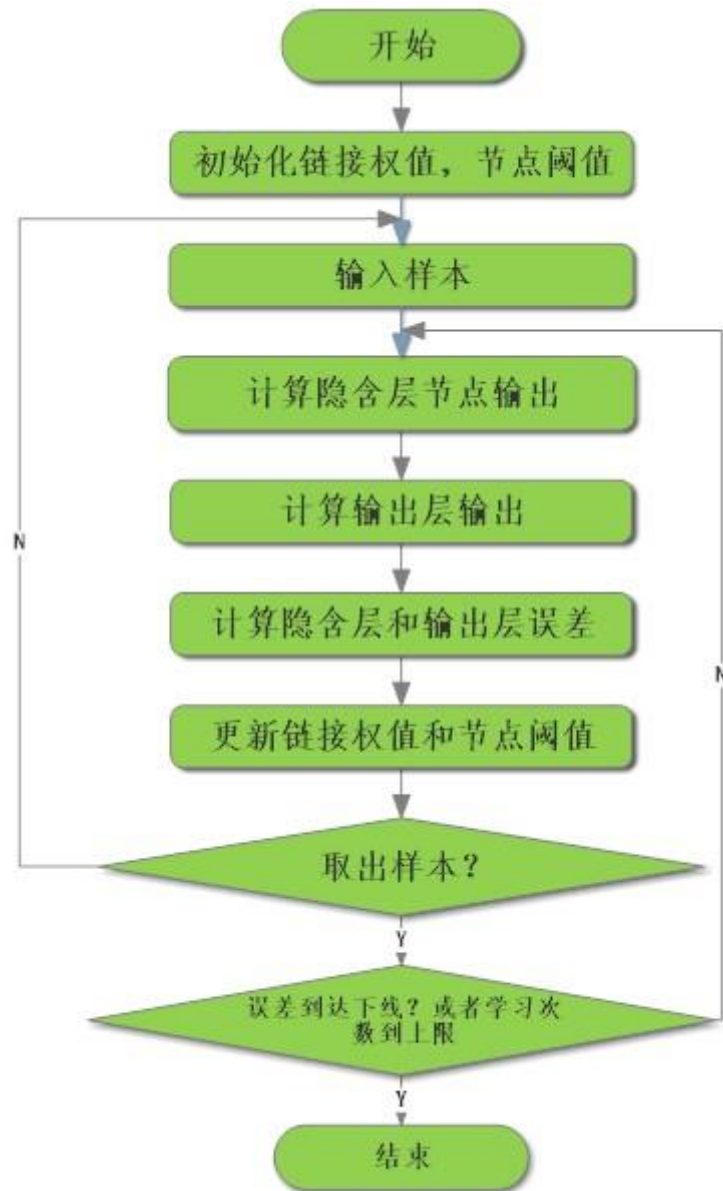 开始
初始化链接权值，节点阈值
输入样本
计算隐含层节点输出
计算输出层输出
N
计算隐含层和输出层误差
N
更新链接权值和节点阈值
取出样本？
Y
误差到达下线？或者学习次
数到上限
Y
结束